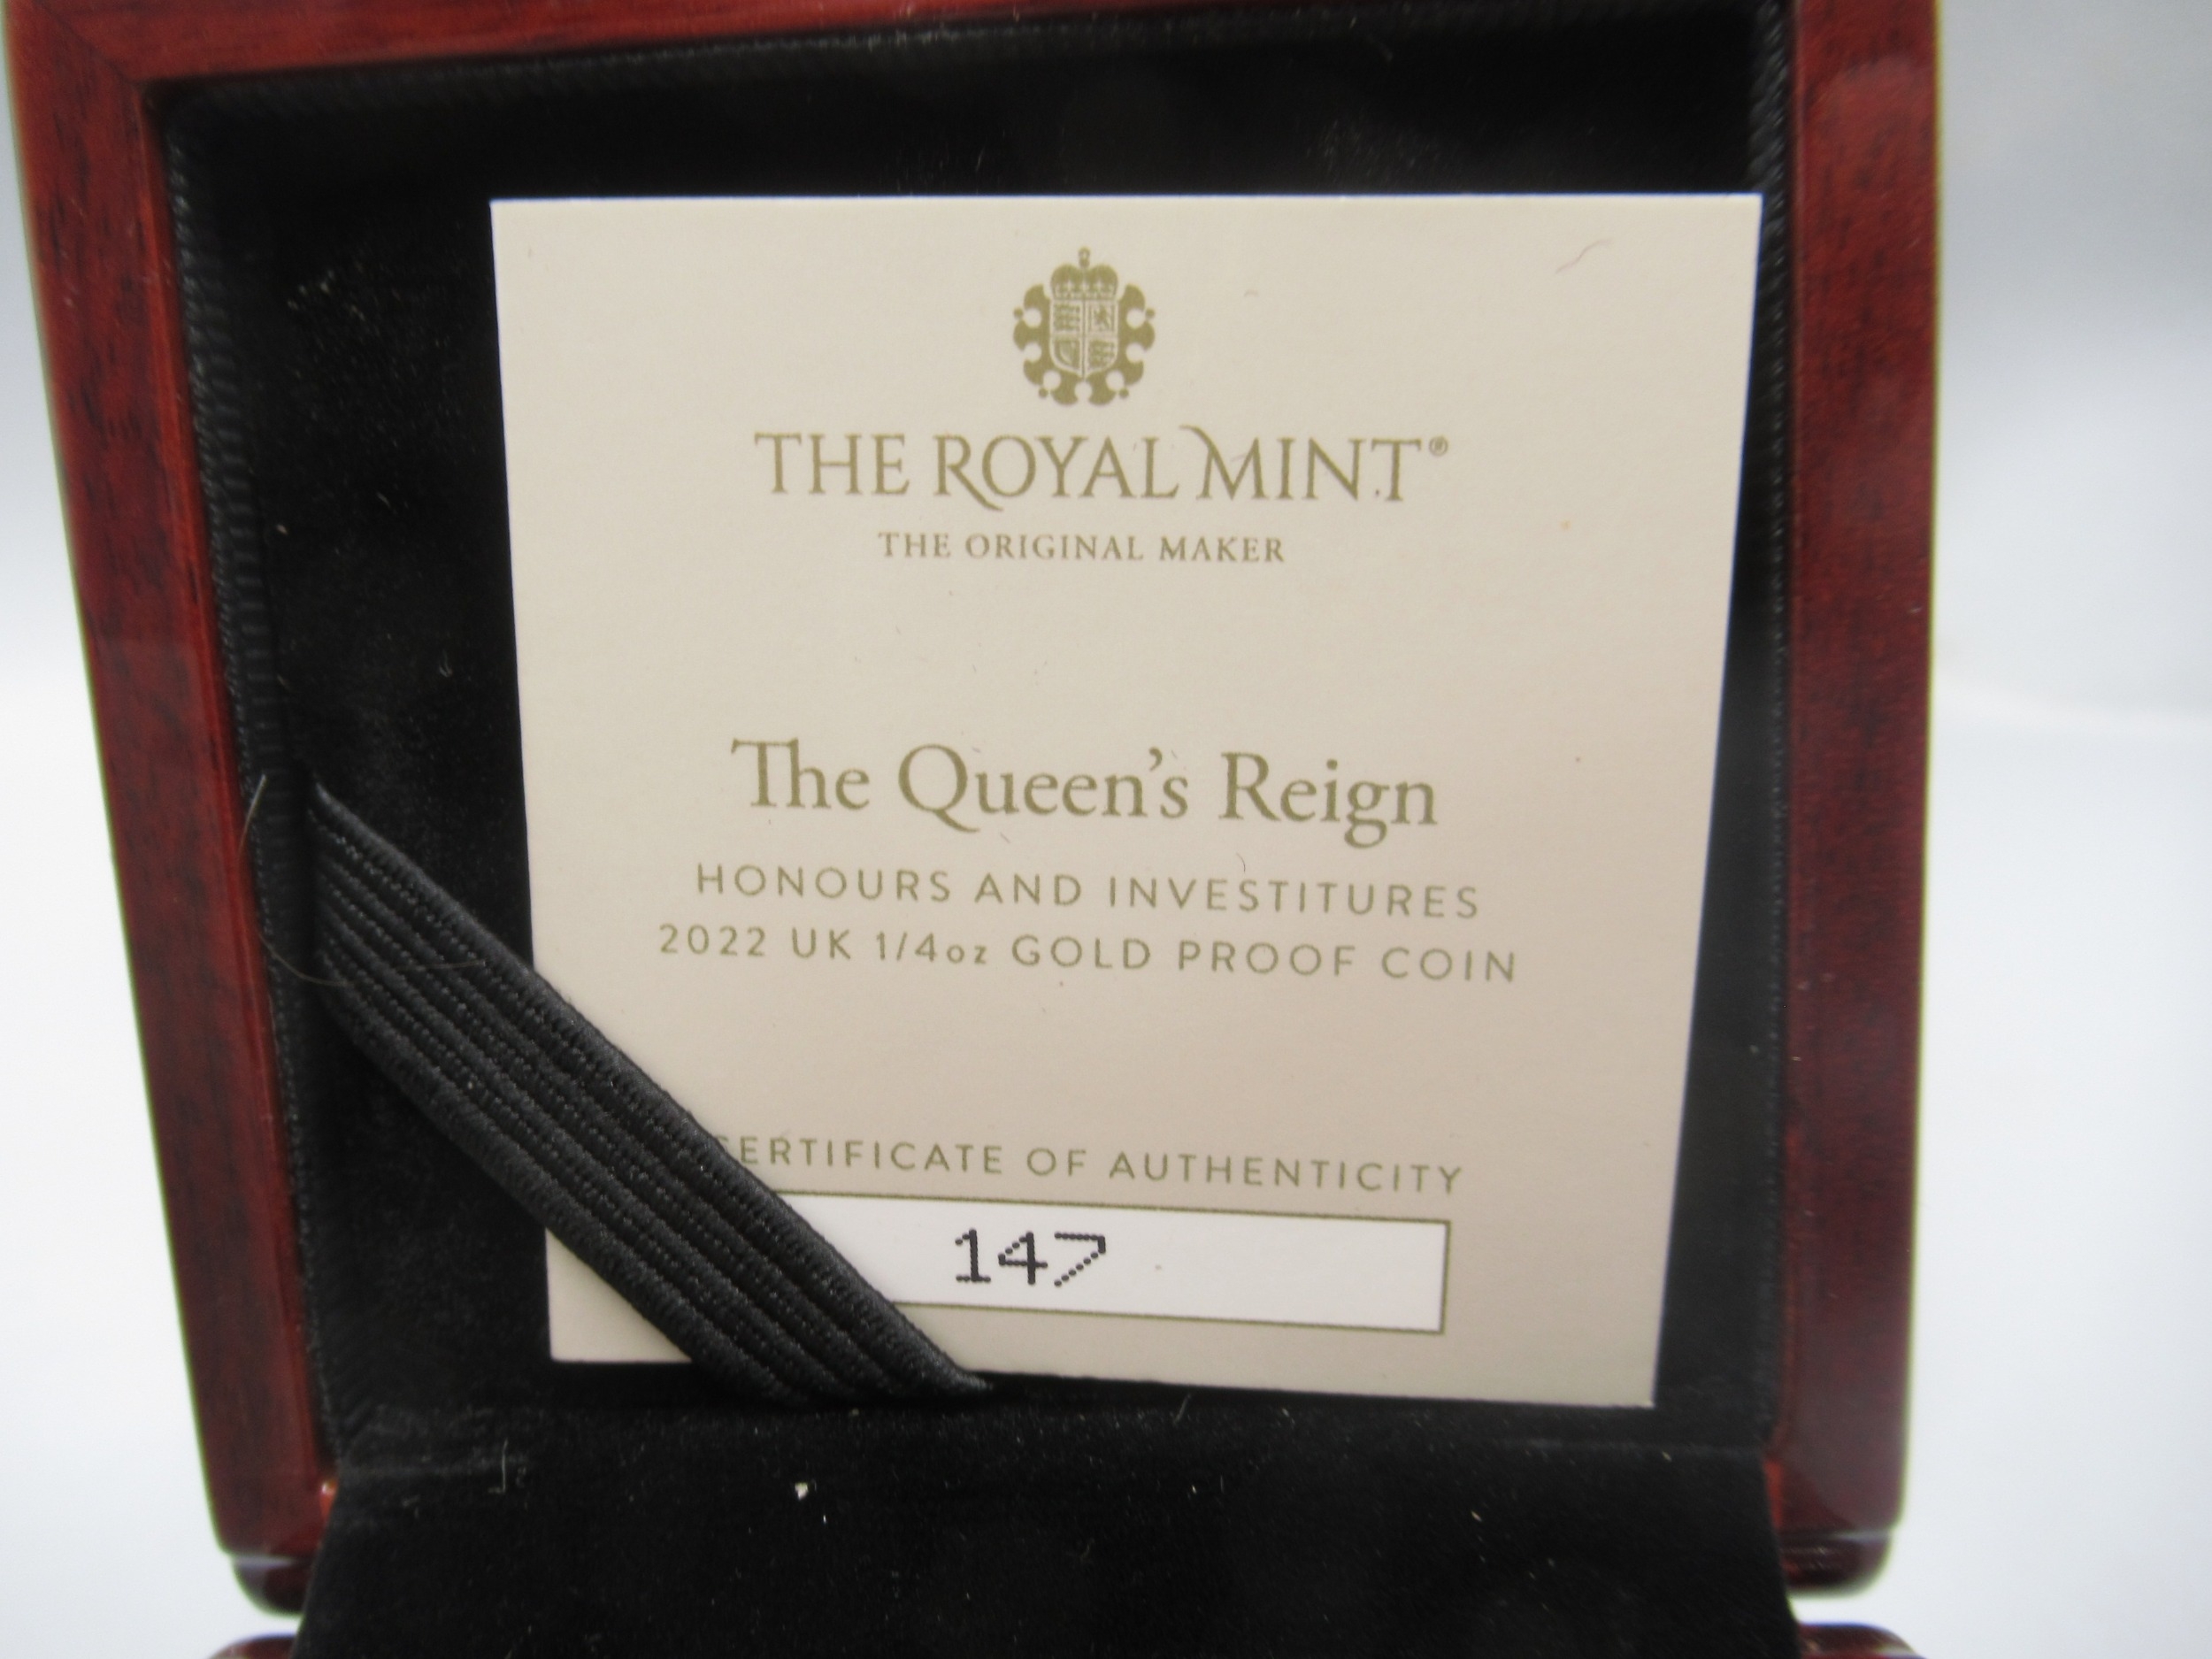 THE ROYAL MINT®
THE ORIGINAL MAKER
The Queen's Reign
HONOURS AND INVESTITURES
2022 UK 1/4oz GOLD PROOF COIN
ERTIFICATE OF AUTHENTICITY
147